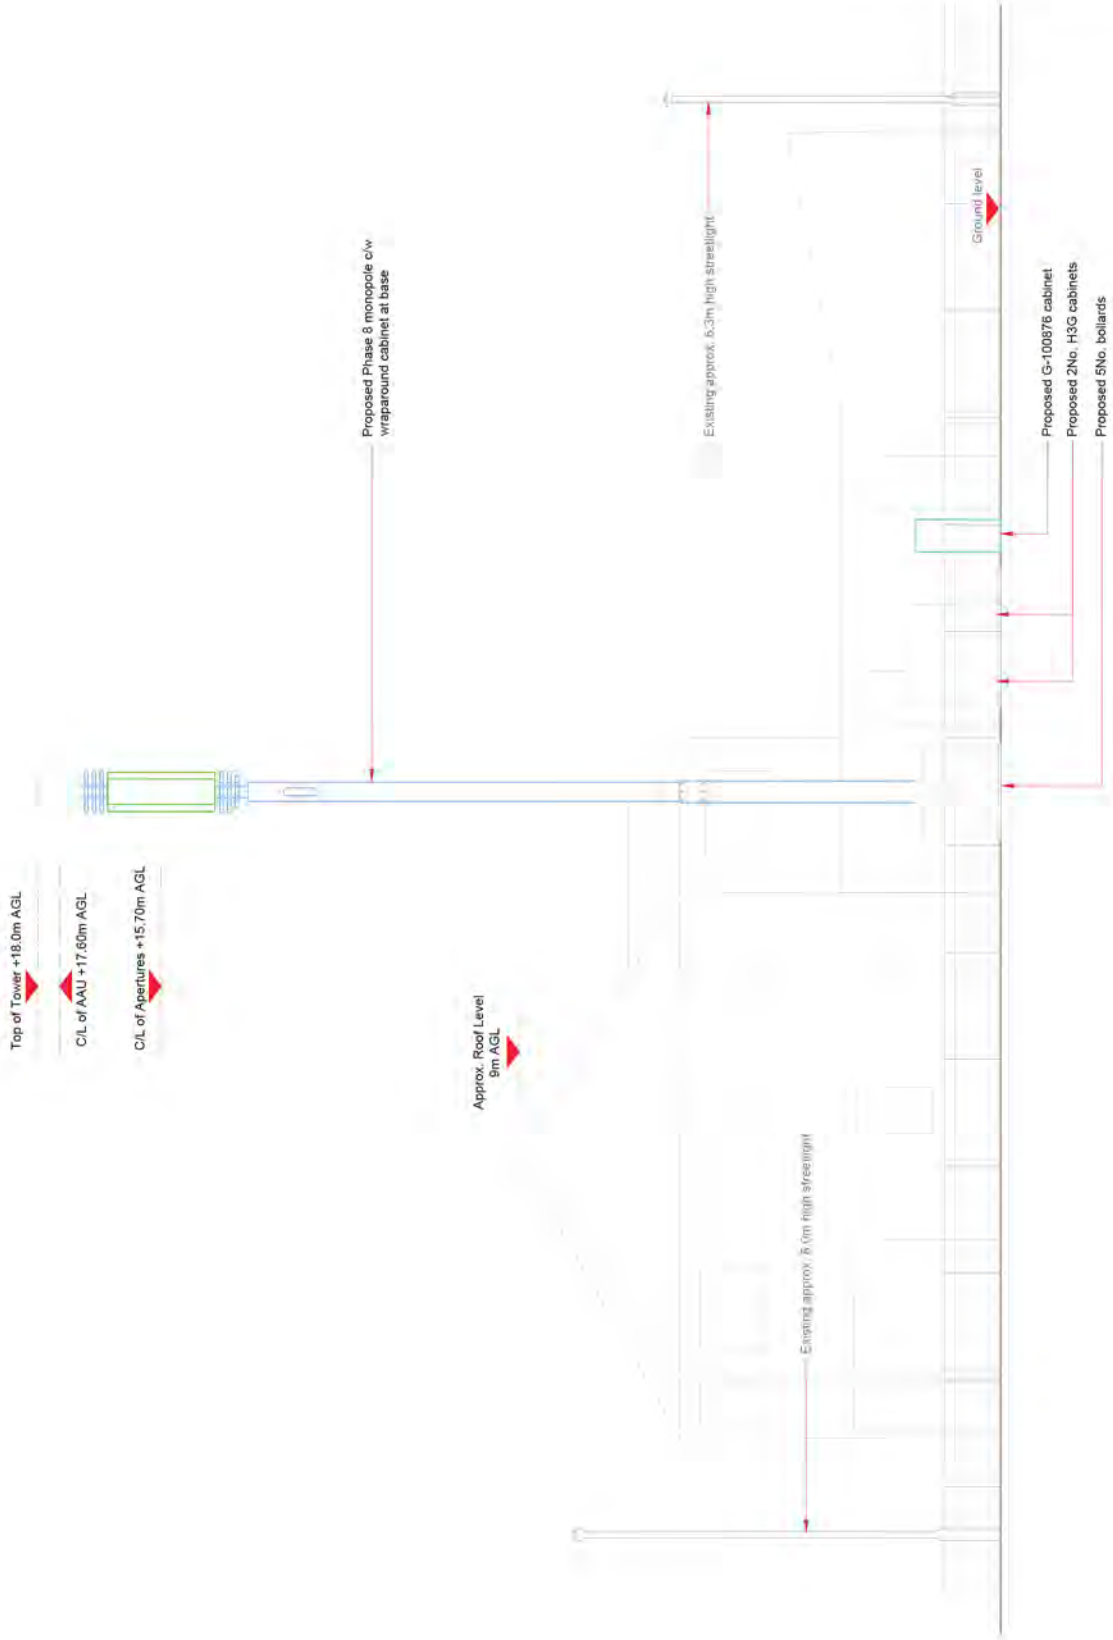 Top of Tower +18.0m AGL
C/L of AAU +17.60m AGL
C/L of Apertures +15.70m AGL
Proposed Phase 8 monopole c/w
wraparound cabinet at base
Approx. Roof Level
9m AGL
Existing approx. 6.3m high streetlight
Existing approx. 8.0m high streetlight
Ground level
Proposed G-100876 cabinet
Proposed 2No. H3G cabinets
Proposed 5No. bollards